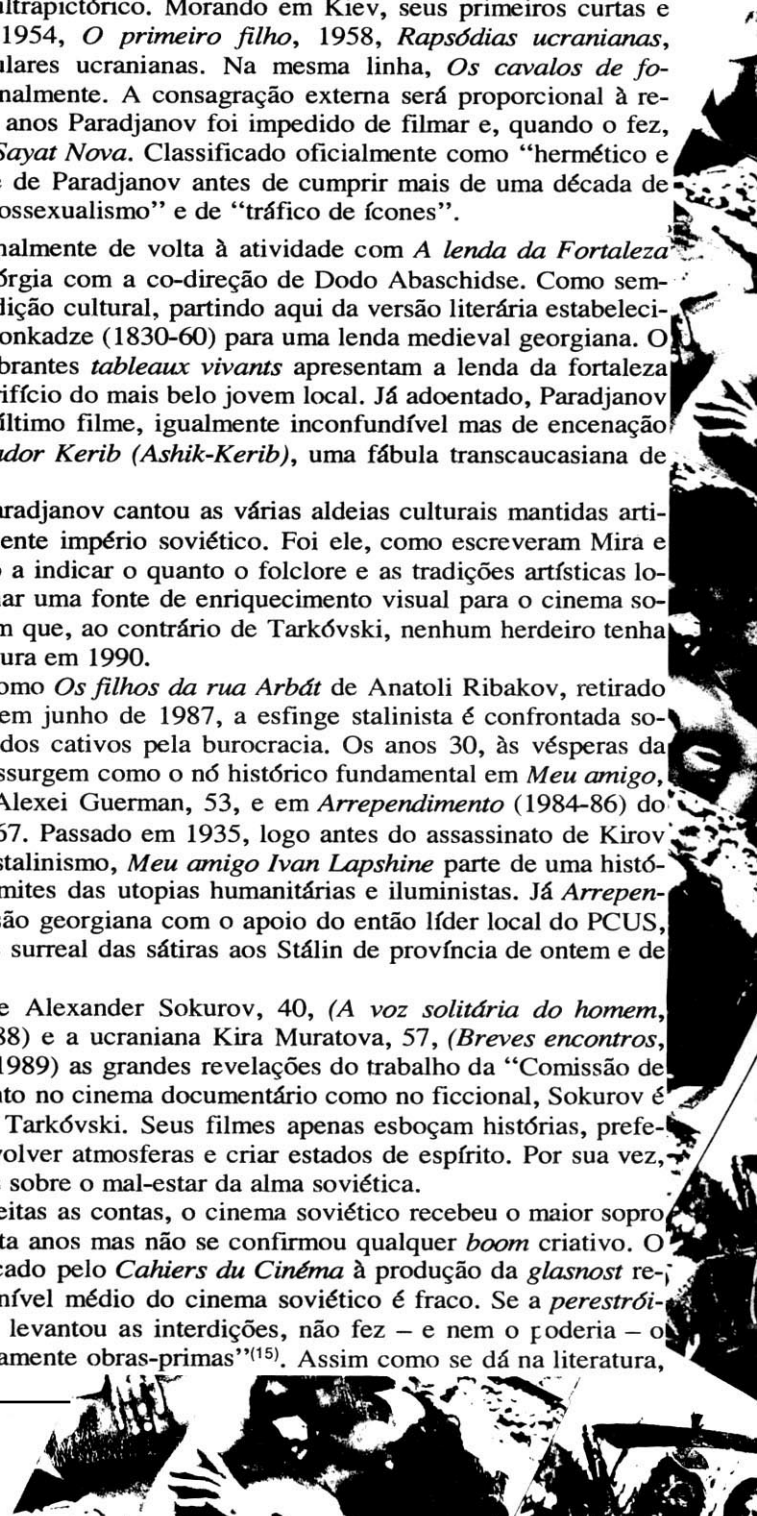 ultrapictórico. Morando em Kiev, seus primeiros curtas e
1954, O primeiro filho, 1958, Rapsódias ucranianas,
ulares ucranianas. Na mesma linha, Os cavalos de fo-
nalmente. A consagração externa será proporcional à re-
anos Paradjanov foi impedido de filmar e, quando o fez,
Sayat Nova. Classificado oficialmente como “hermético e
de Paradjanov antes de cumprir mais de uma década de
ossexualismo” e de “tráfico de ícones”.
nalmente de volta à atividade com A lenda da Fortaleza
órgia com a co-direção de Dodo Abaschidse. Como sem-
dição cultural, partindo aqui da versão literária estabeleci-
onkadze (1830-60) para uma lenda medieval georgiana. O
brantes tableaux vivants apresentam a lenda da fortaleza
rifício do mais belo jovem local. Já adoentado, Paradjanov
último filme, igualmente inconfundível mas de encenação
ador Kerib (Ashik-Kerib), uma fábula transcaucasiana de
aradjanov cantou as várias aldeias culturais mantidas arti-
ente império soviético. Foi ele, como escreveram Mira e
o a indicar o quanto o folclore e as tradições artísticas lo-
nar uma fonte de enriquecimento visual para o cinema so-
m que, ao contrário de Tarkóvski, nenhum herdeiro tenha
ura em 1990.
omo Os filhos da rua Arbát de Anatoli Ribakov, retirado
em junho de 1987, a esfinge stalinista é confrontada so-
dos cativos pela burocracia. Os anos 30, às vésperas da
ssurgem como o nó histórico fundamental em Meu amigo,
Alexei Guerman, 53, e em Arrependimento (1984-86) do
67. Passado em 1935, logo antes do assassinato de Kirov
stalinismo, Meu amigo Ivan Lapshine parte de uma histó-
mites das utopias humanitárias e iluministas. Já Arrepen-
são georgiana com o apoio do então líder local do PCUS,
surreal das sátiras aos Stálin de província de ontem e de
e Alexander Sokurov, 40, (A voz solitária do homem,
88) e a ucraniana Kira Muratova, 57, (Breves encontros,
1989) as grandes revelações do trabalho da “Comissão de
nto no cinema documentário como no ficcional, Sokurov é
Tarkóvski. Seus filmes apenas esboçam histórias, prefe-
volver atmosferas e criar estados de espírito. Por sua vez,
sobre o mal-estar da alma soviética.
eitas as contas, o cinema soviético recebeu o maior sopro
ta anos mas não se confirmou qualquer boom criativo. O
cado pelo Cahiers du Cinéma à produção da glasnost re-
nível médio do cinema soviético é fraco. Se a perestrói-
levantou as interdições, não fez – e nem o poderia – o
amente obras-primas”(15). Assim como se dá na literatura,